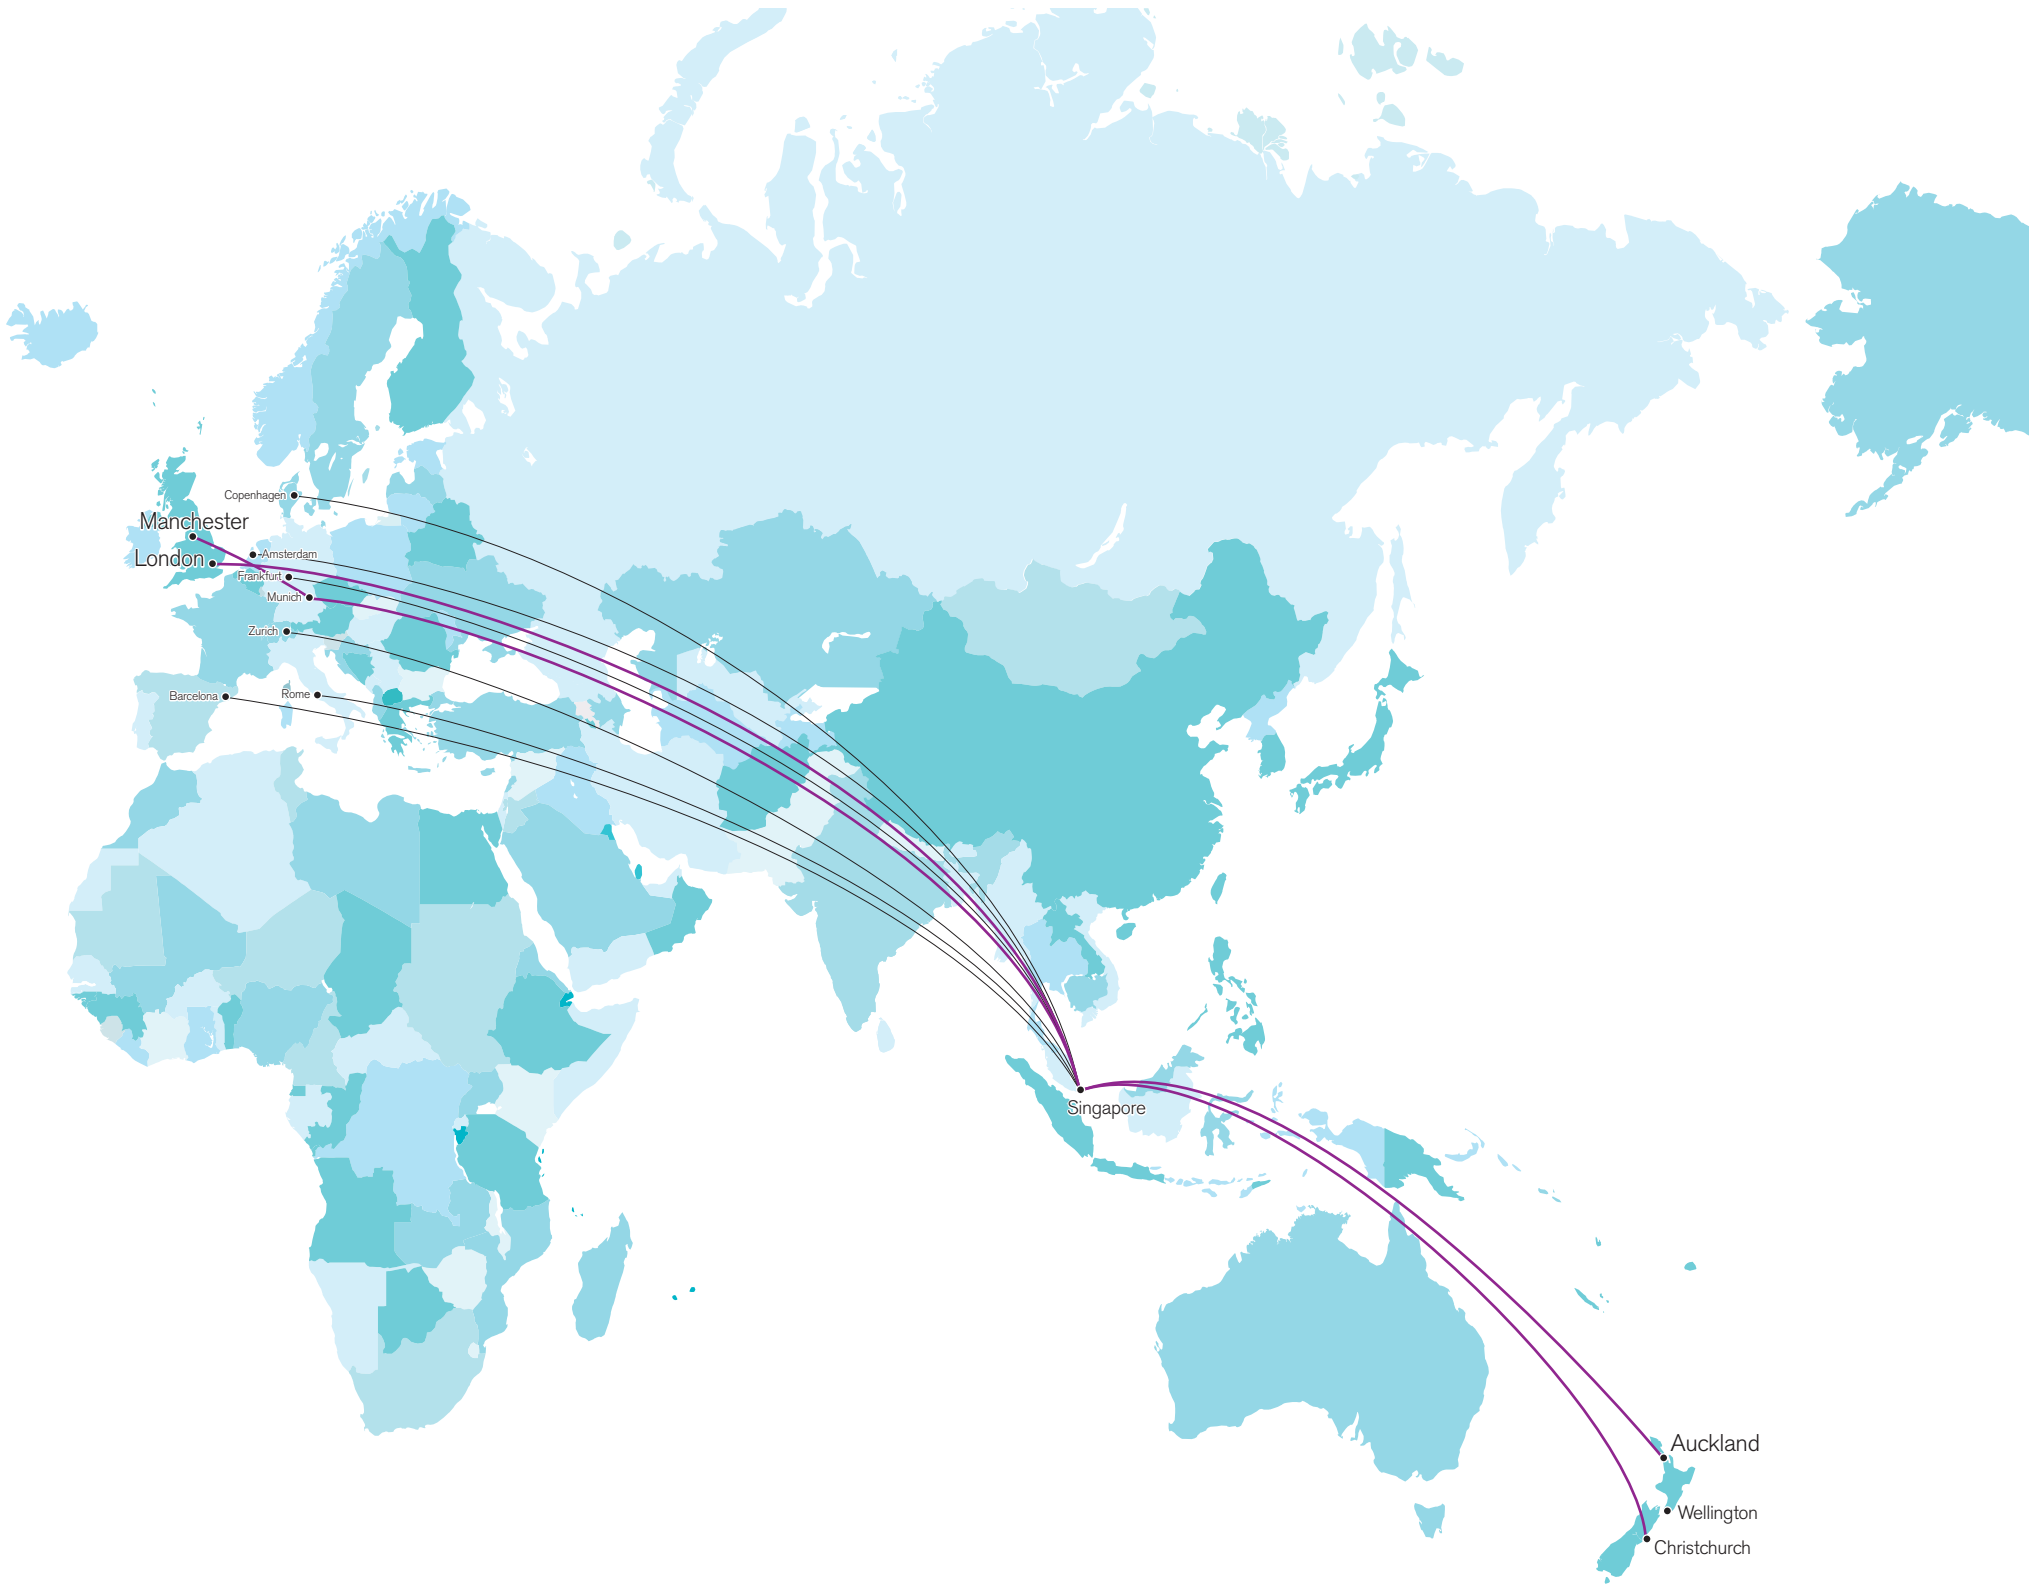 Copenhagen
Manchester
London
Amsterdam
Frankfurt
Munich
Zurich
Barcelona
Rome
Singapore
Auckland
Wellington
Christchurch